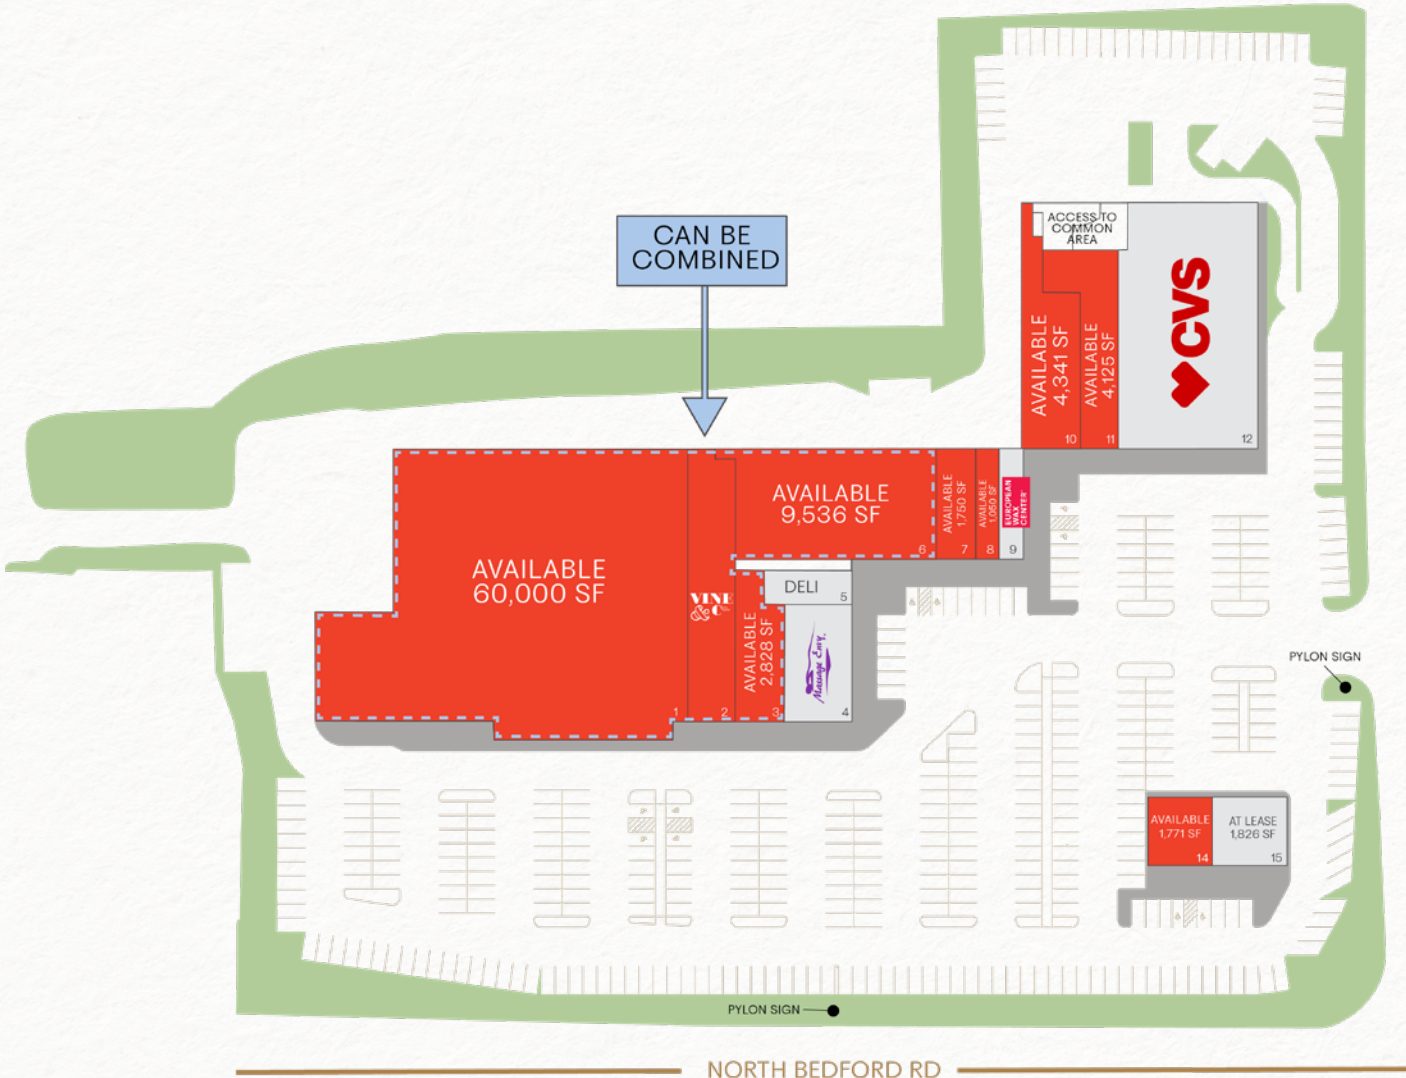 ACCESS TO
COMMON
AREA
CAN BE
COMBINED
CVS
AVAILABLE
4,341 SF
10
AVAILABLE
4,125 SF
11
12
AVAILABLE
60,000 SF
1
VINE
& C
2
AVAILABLE
2,828 SF
3
Massage Envy
4
DELI
5
AVAILABLE
9,536 SF
6
AVAILABLE
1,750 SF
7
AVAILABLE
1,050 SF
8
EUROPEAN
WAX
CENTER
9
PYLON SIGN
AVAILABLE
1,771 SF
14
AT LEASE
1,826 SF
15
PYLON SIGN
NORTH BEDFORD RD